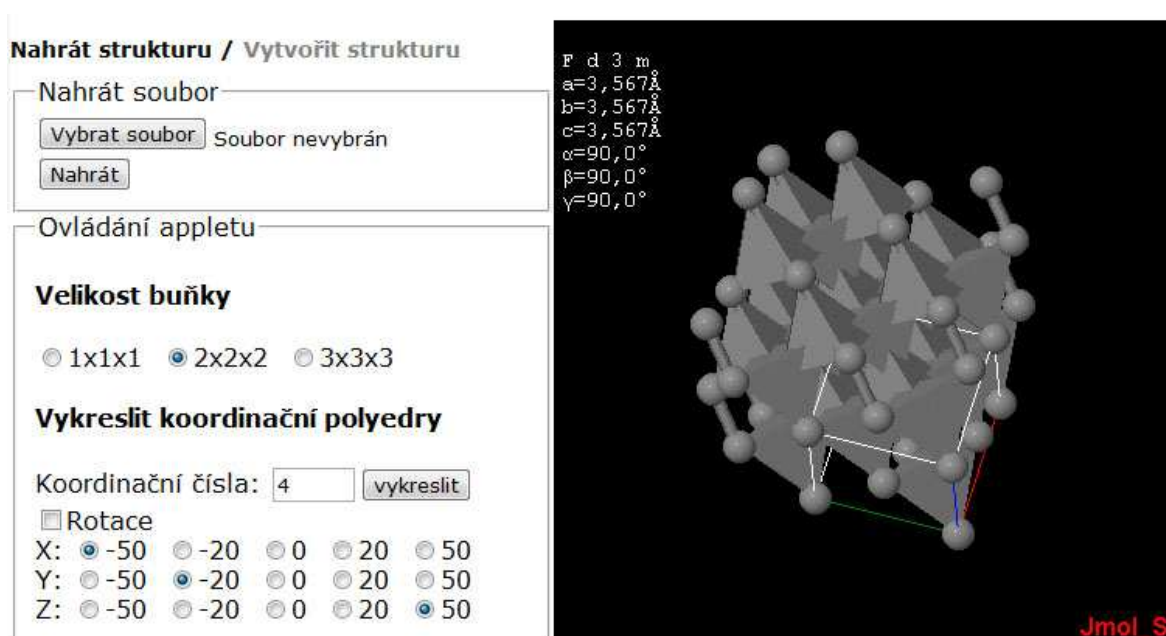 Nahrát strukturu / Vytvořit strukturu
Nahrát soubor
Vybrat soubor Soubor nevybrán
Nahrát
Ovládání appletu
Velikost buňky
1x1x1 2x2x2 3x3x3
Vykreslit koordinační polyedry
Koordinační čísla: 4 vykreslit
Rotace
X: -50 -20 0 20 50
Y: -50 -20 0 20 50
Z: -50 -20 0 20 50
F d 3 m
a=3,567Å
b=3,567Å
c=3,567Å
α=90,0°
β=90,0°
γ=90,0°
Jmol S